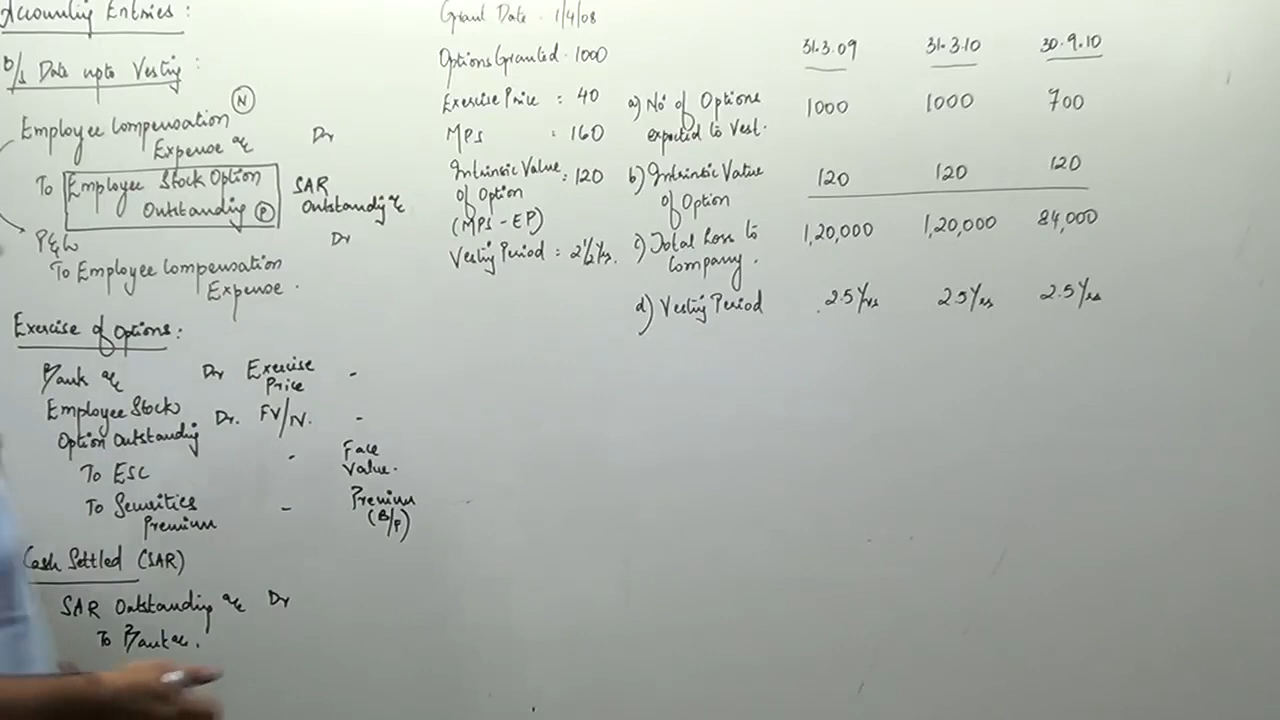 Accounting Entries:
B/s Date upto Vesting:
Employee Compensation (N)
Expense a/c Dr
To Employee Stock Option
Outstanding (P)
SAR
Outstanding a/c
P&L Dr
To Employee Compensation
Expense.
Exercise of Options:
Bank a/c Dr Exercise
Price -
Employee Stock
Option Outstanding Dr. FV/IV. -
To ESC - Face
Value.
To Securities
Premium - Premium
(B/F)
Cash Settled (SAR)
SAR Outstanding a/c Dr
To Bank a/c.
Grant Date - 1/4/08
Options Granted - 1000
Exercise Price : 40
MPS : 160
Intrinsic Value
of Option : 120
(MPS - EP)
Vesting Period = 2 1/2 Yrs.
31.3.09 31.3.10 30.9.10
a) No of Options
expected to Vest. 1000 1000 700
b) Intrinsic Value
of Option 120 120 120
c) Total Loss to
Company. 1,20,000 1,20,000 84,000
d) Vesting Period 2.5 Yrs 2.5 Yrs 2.5 Yrs